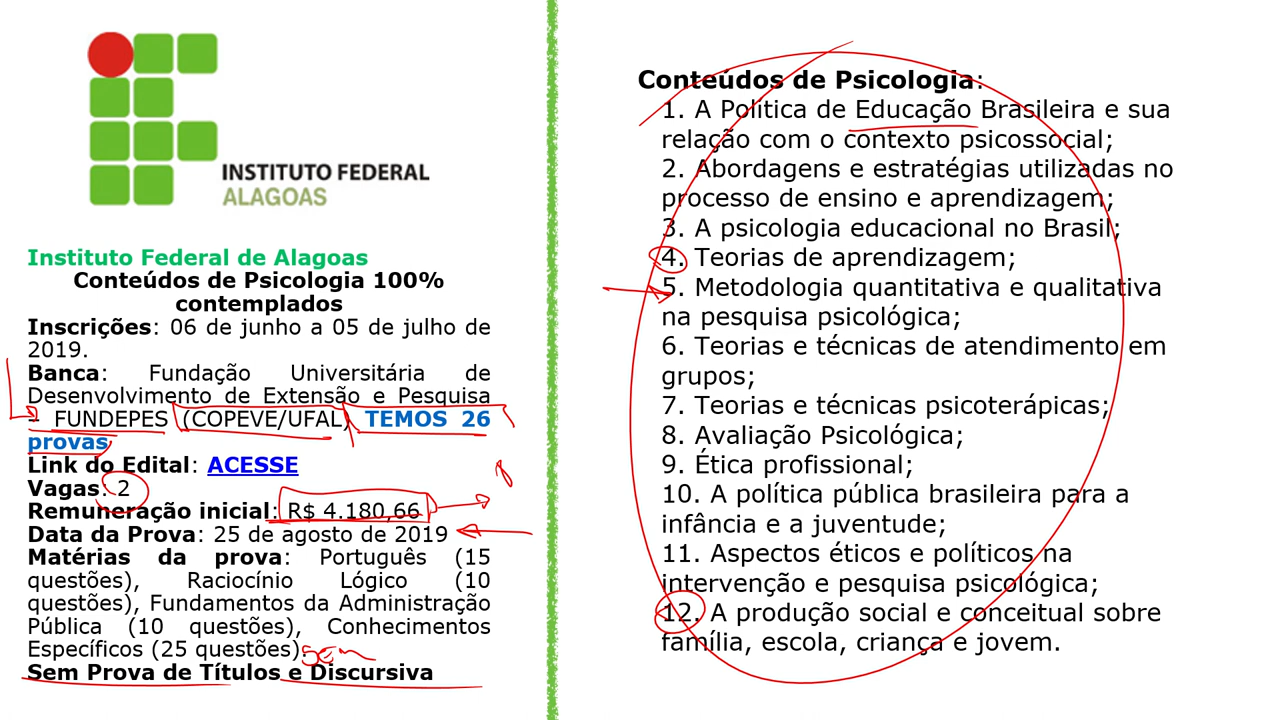 INSTITUTO FEDERAL
ALAGOAS
Instituto Federal de Alagoas
Conteúdos de Psicologia 100%
contemplados
Inscrições: 06 de junho a 05 de julho de
2019.
Banca: Fundação Universitária de
Desenvolvimento de Extensão e Pesquisa
– FUNDEPES (COPEVE/UFAL) TEMOS 26
provas
Link do Edital: ACESSE
Vagas: 2
Remuneração inicial: R$ 4.180,66
Data da Prova: 25 de agosto de 2019
Matérias da prova: Português (15
questões), Raciocínio Lógico (10
questões), Fundamentos da Administração
Pública (10 questões), Conhecimentos
Específicos (25 questões).
Sem
Sem Prova de Títulos e Discursiva
Conteúdos de Psicologia:
1. A Política de Educação Brasileira e sua
relação com o contexto psicossocial;
2. Abordagens e estratégias utilizadas no
processo de ensino e aprendizagem;
3. A psicologia educacional no Brasil;
4. Teorias de aprendizagem;
5. Metodologia quantitativa e qualitativa
na pesquisa psicológica;
6. Teorias e técnicas de atendimento em
grupos;
7. Teorias e técnicas psicoterápicas;
8. Avaliação Psicológica;
9. Ética profissional;
10. A política pública brasileira para a
infância e a juventude;
11. Aspectos éticos e políticos na
intervenção e pesquisa psicológica;
12. A produção social e conceitual sobre
família, escola, criança e jovem.